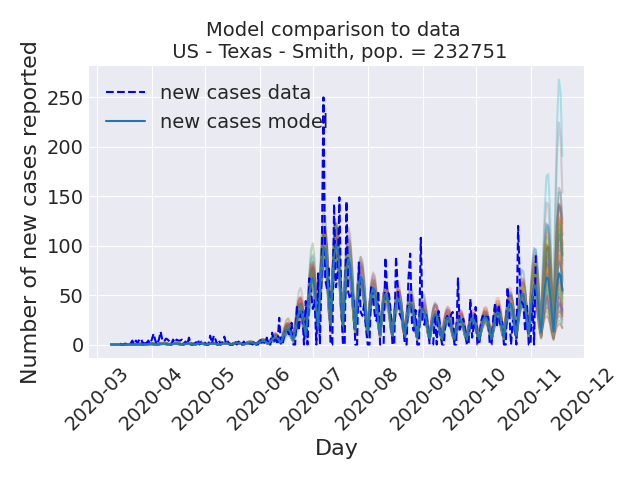 Model comparison to data
US - Texas - Smith, pop. = 232751
Number of new cases reported
250
200
150
100
50
0
new cases data
new cases model
2020-03
2020-04
2020-05
2020-06
2020-07
2020-08
2020-09
2020-10
2020-11
2020-12
Day